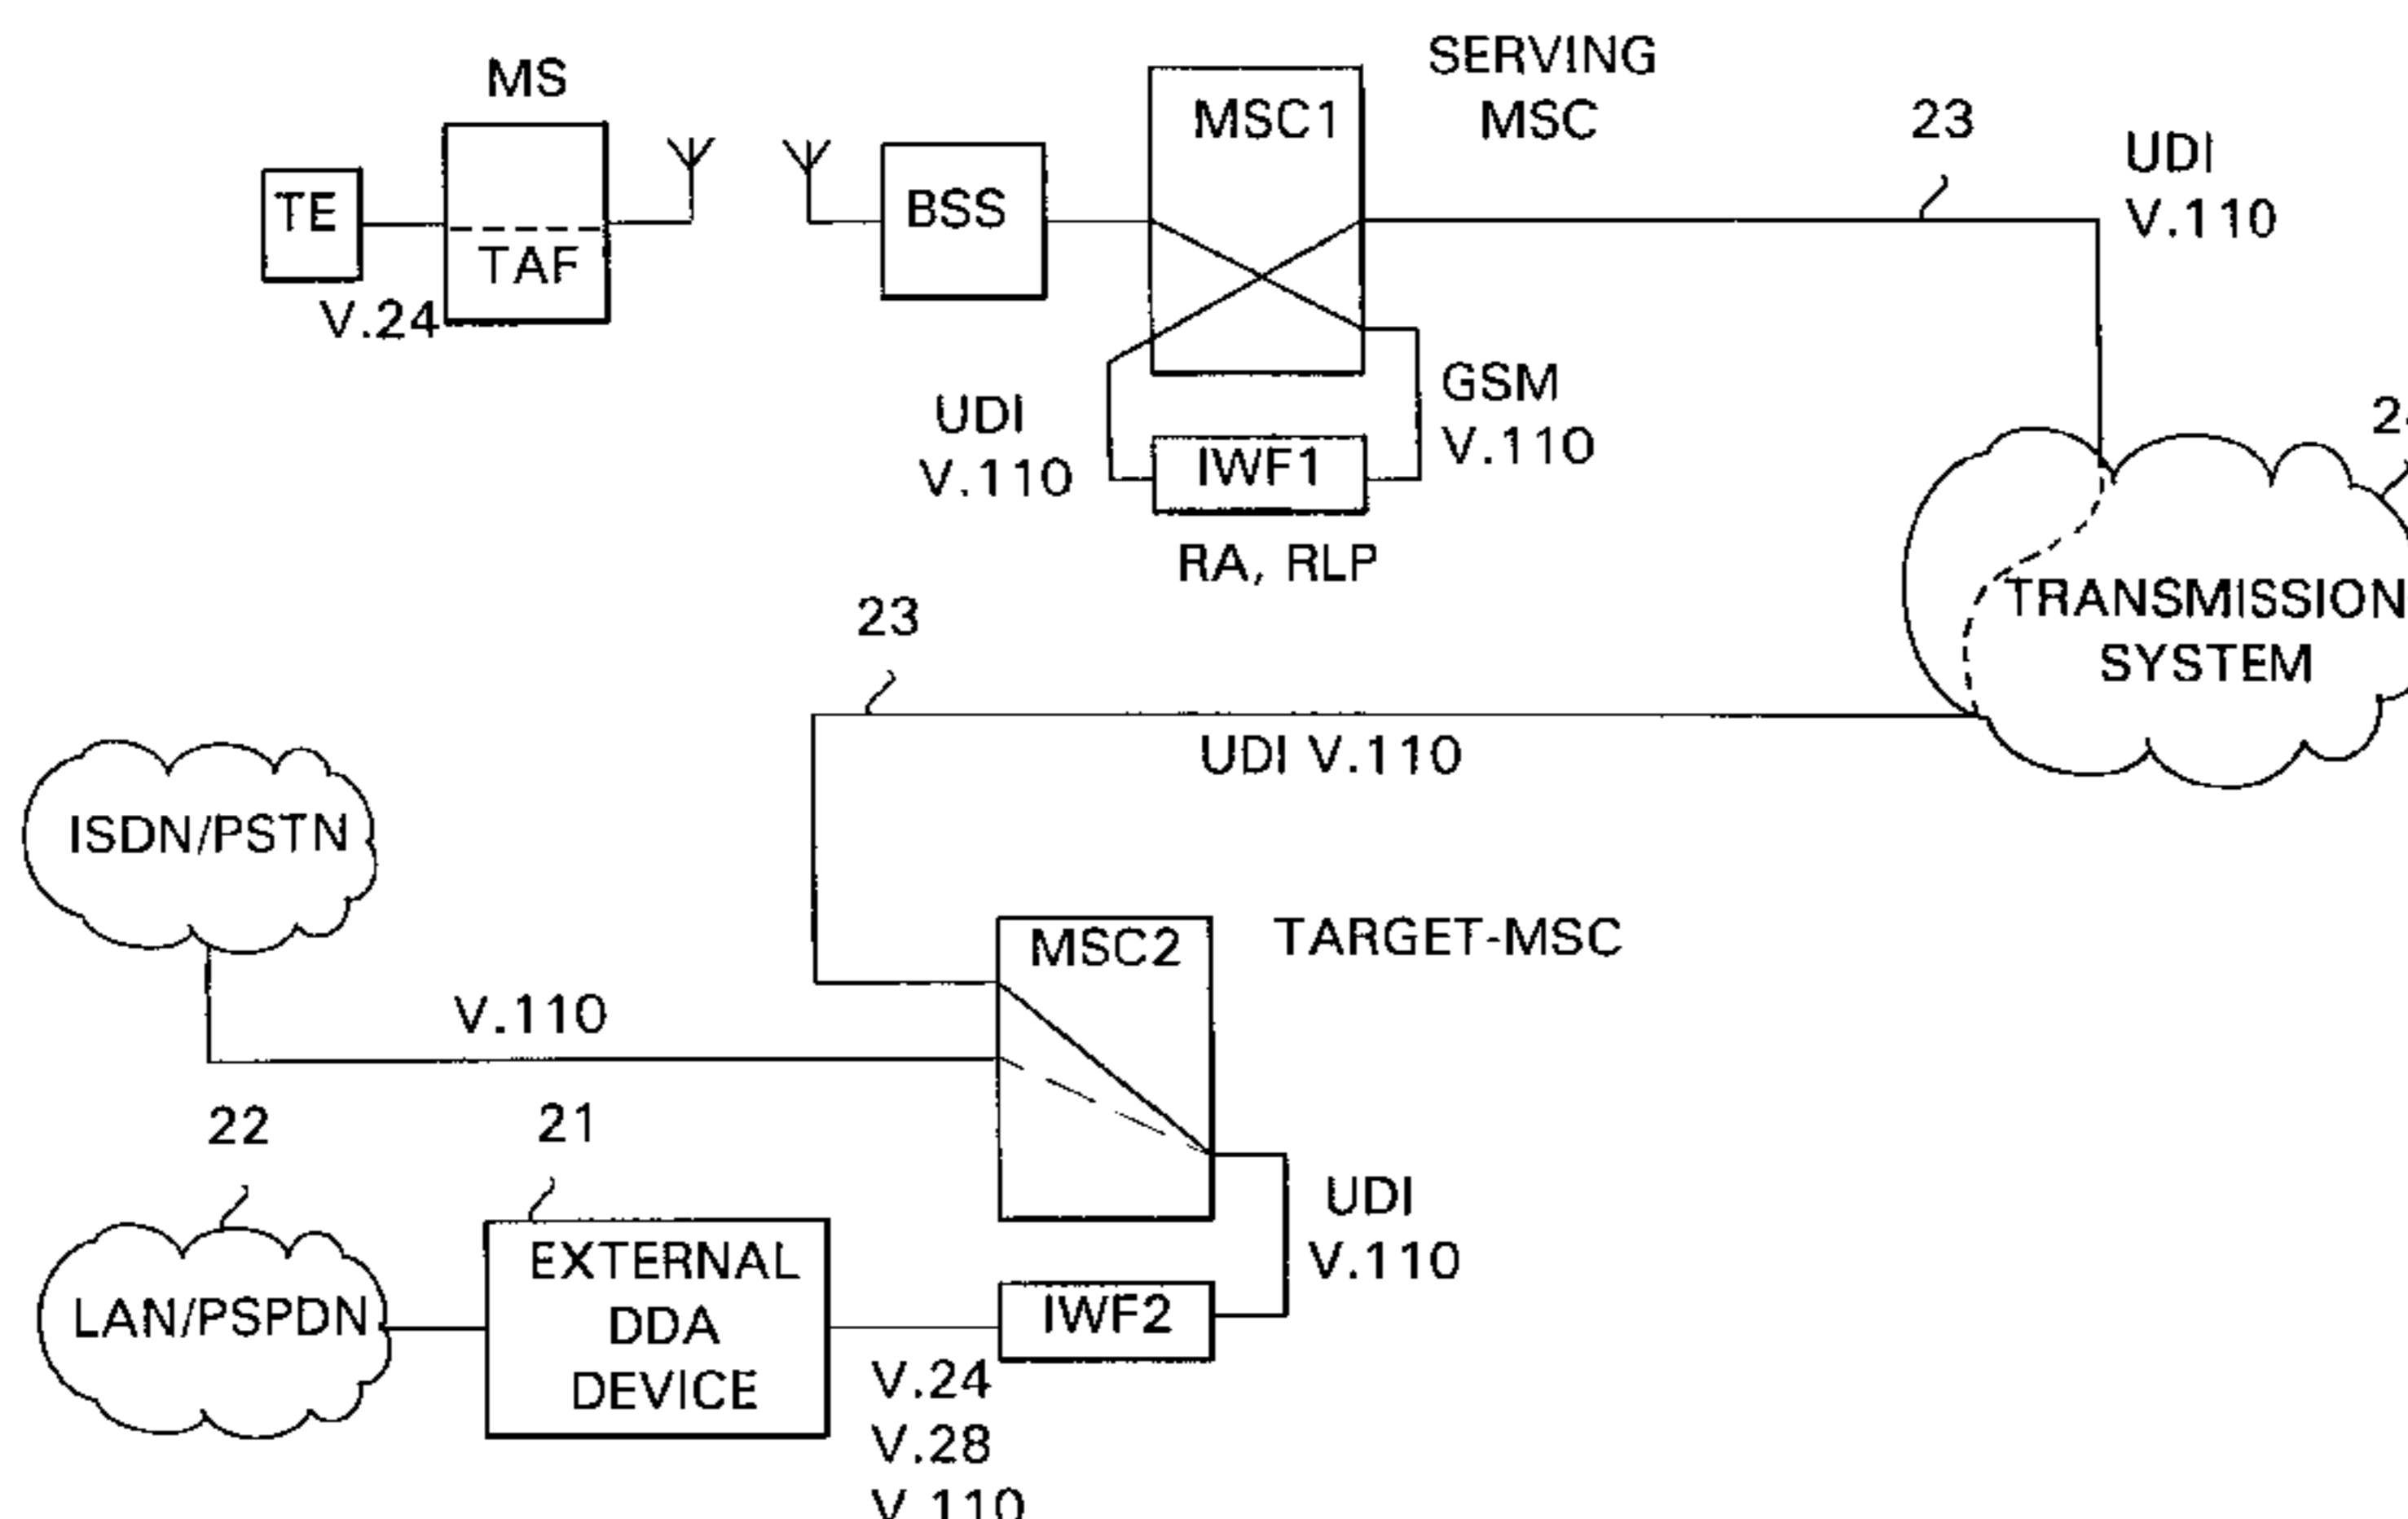 MS
TE
TAF
V.24
BSS
MSC1
SERVING
MSC
23
UDI
V.110
UDI
V.110
GSM
V.110
IWF1
RA, RLP
TRANSMISSION
SYSTEM
23
UDI V.110
ISDN/PSTN
V.110
MSC2
TARGET-MSC
22
21
LAN/PSPDN
EXTERNAL
DDA
DEVICE
IWF2
UDI
V.110
V.24
V.28
V.110